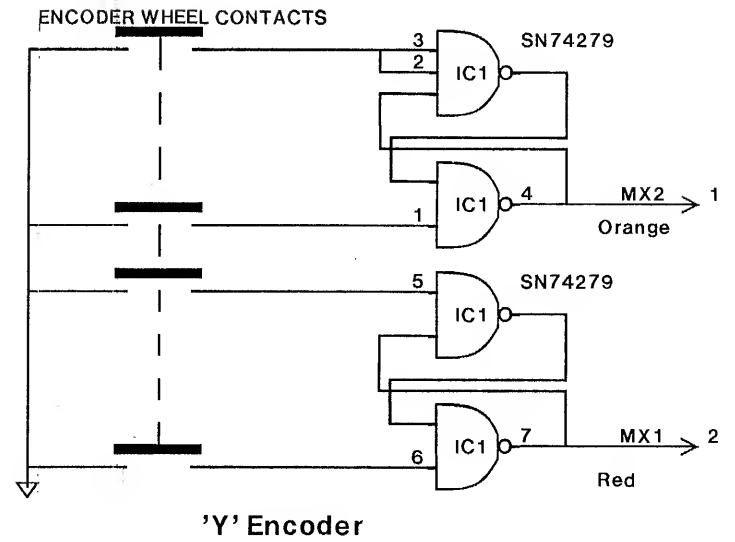 ENCODER WHEEL CONTACTS
3
SN74279
2
IC1
IC1
4
MX2
1
1
Orange
5
SN74279
IC1
IC1
7
MX1
2
6
Red
'Y' Encoder